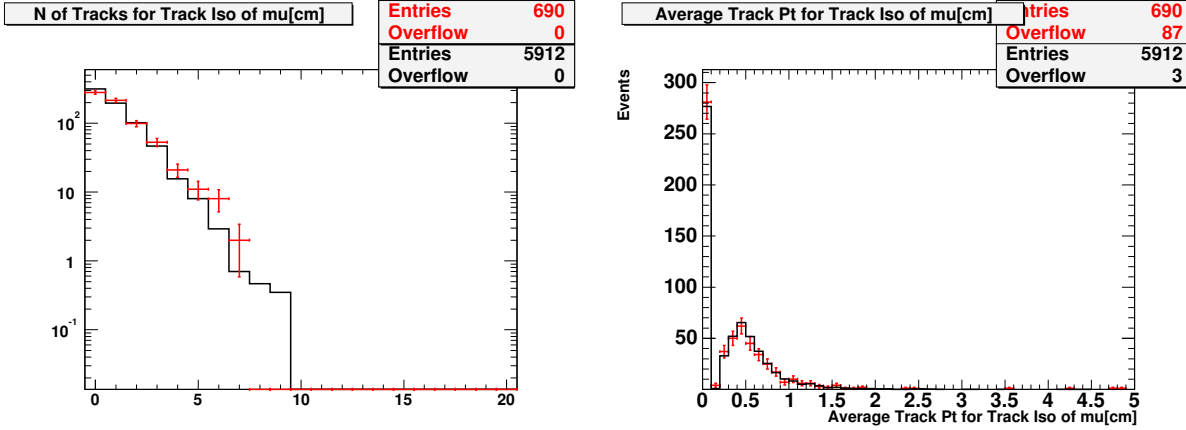 N of Tracks for Track Iso of mu[cm]
Entries 690
Overflow 0
Entries 5912
Overflow 0
10²
10
1
10⁻¹
0 5 10 15 20
Average Track Pt for Track Iso of mu[cm]
tries 690
Overflow 87
Entries 5912
Overflow 3
Events
300
250
200
150
100
50
0 0.5 1 1.5 2 2.5 3 3.5 4 4.5 5
Average Track Pt for Track Iso of mu[cm]